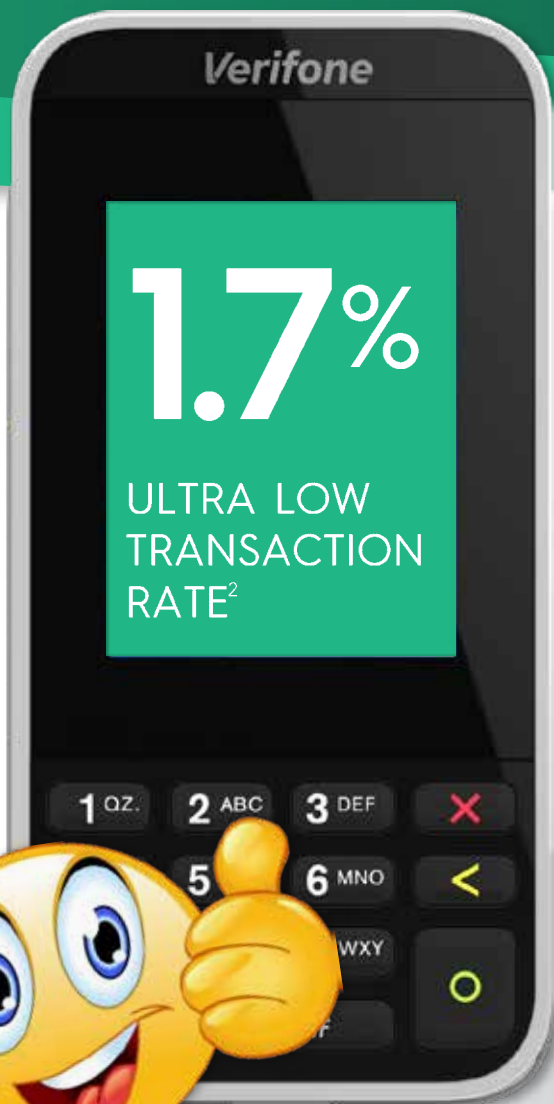 Verifone
1.7%
ULTRA LOW
TRANSACTION
RATE²
1 QZ. 2 ABC 3 DEF
5 6 MNO
WXY